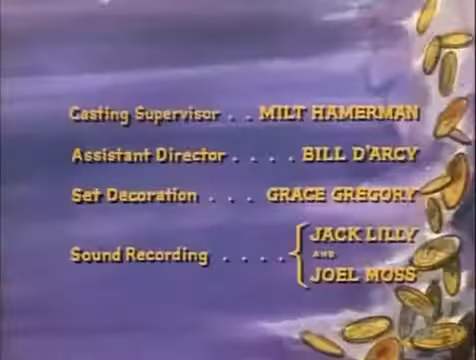 Casting Supervisor . . MILT HAMERMAN
Assistant Director . . . . BILL D'ARCY
Set Decoration . . . GRACE GREGORY
Sound Recording . . . . { JACK LILLY
AND
JOEL MOSS